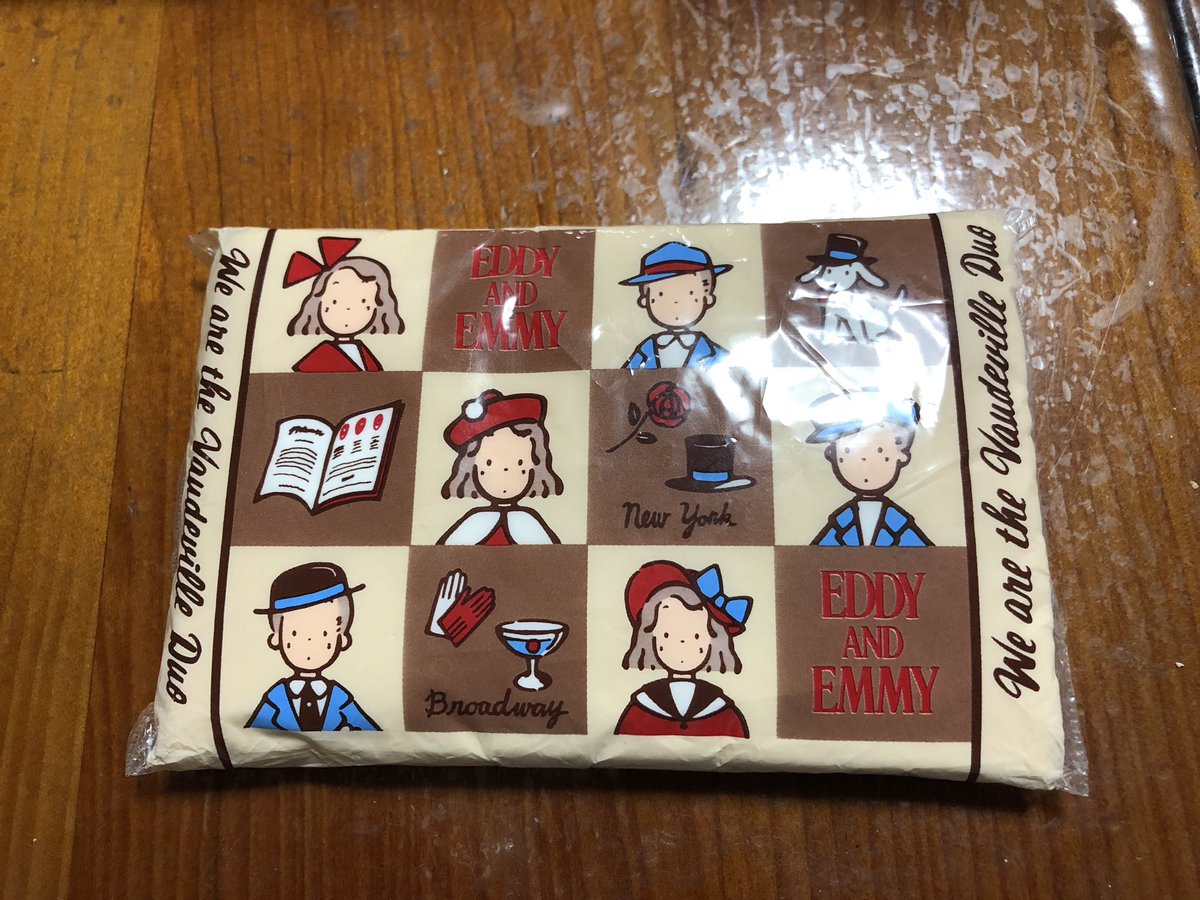 We are the Vaudeville Duo
EDDY
AND
EMMY
New York
Broadway
EDDY
AND
EMMY
We are the Vaudeville Duo